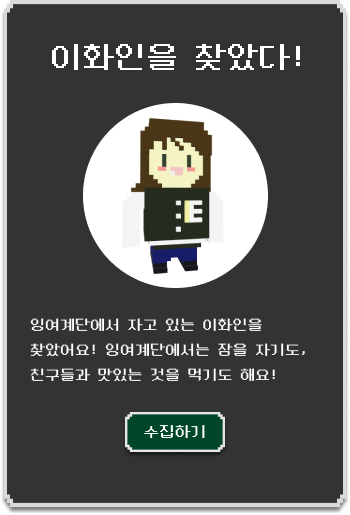 이화인을 찾았다!
E
잉여계단에서 자고 있는 이화인을
찾았어요! 잉여계단에서는 잠을 자기도,
친구들과 맛있는 것을 먹기도 해요!
수집하기